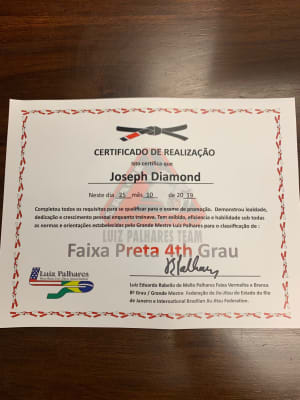 CERTIFICADO DE REALIZAÇÃO
Isto certifica que
Joseph Diamond
Neste dia 21 mês 10 de 2019
Completou todos os requisitos para se qualificar para o exame de promoção. Demonstrou lealdade,
dedicação e crescimento pessoal enquanto treinava. Tem exibido, eficiência e habilidade sob todas
as normas e orientações estabelecidas pelo Grande Mestre Luiz Palhares para o classificação de :
LUIZ PALHARES TEAM
Faixa Preta 4th Grau
Luiz Palhares
Luiz Eduardo Rabello de Mello Palhares Faixa Vermelha e Branca
8º Grau / Grande Mestre Federação de Jiu-Jitsu do Estado do Rio
de Janeiro e International Brazilian Jiu Jitsu Federation.